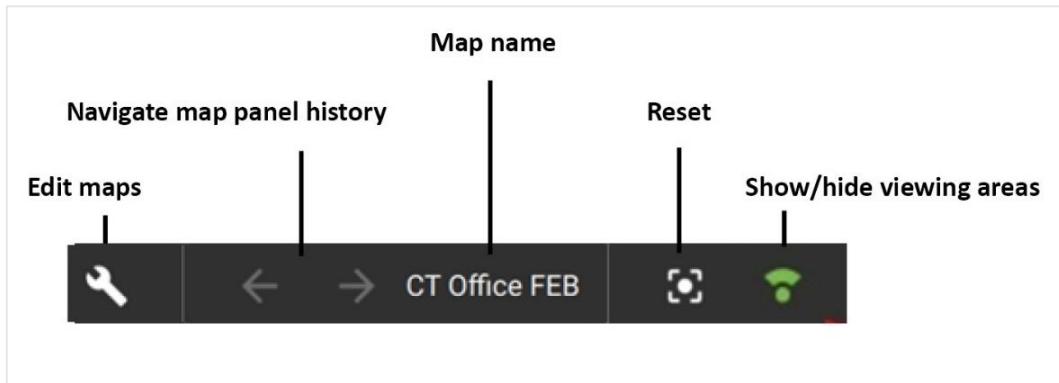 Map name
Navigate map panel history
Reset
Edit maps
Show/hide viewing areas
CT Office FEB